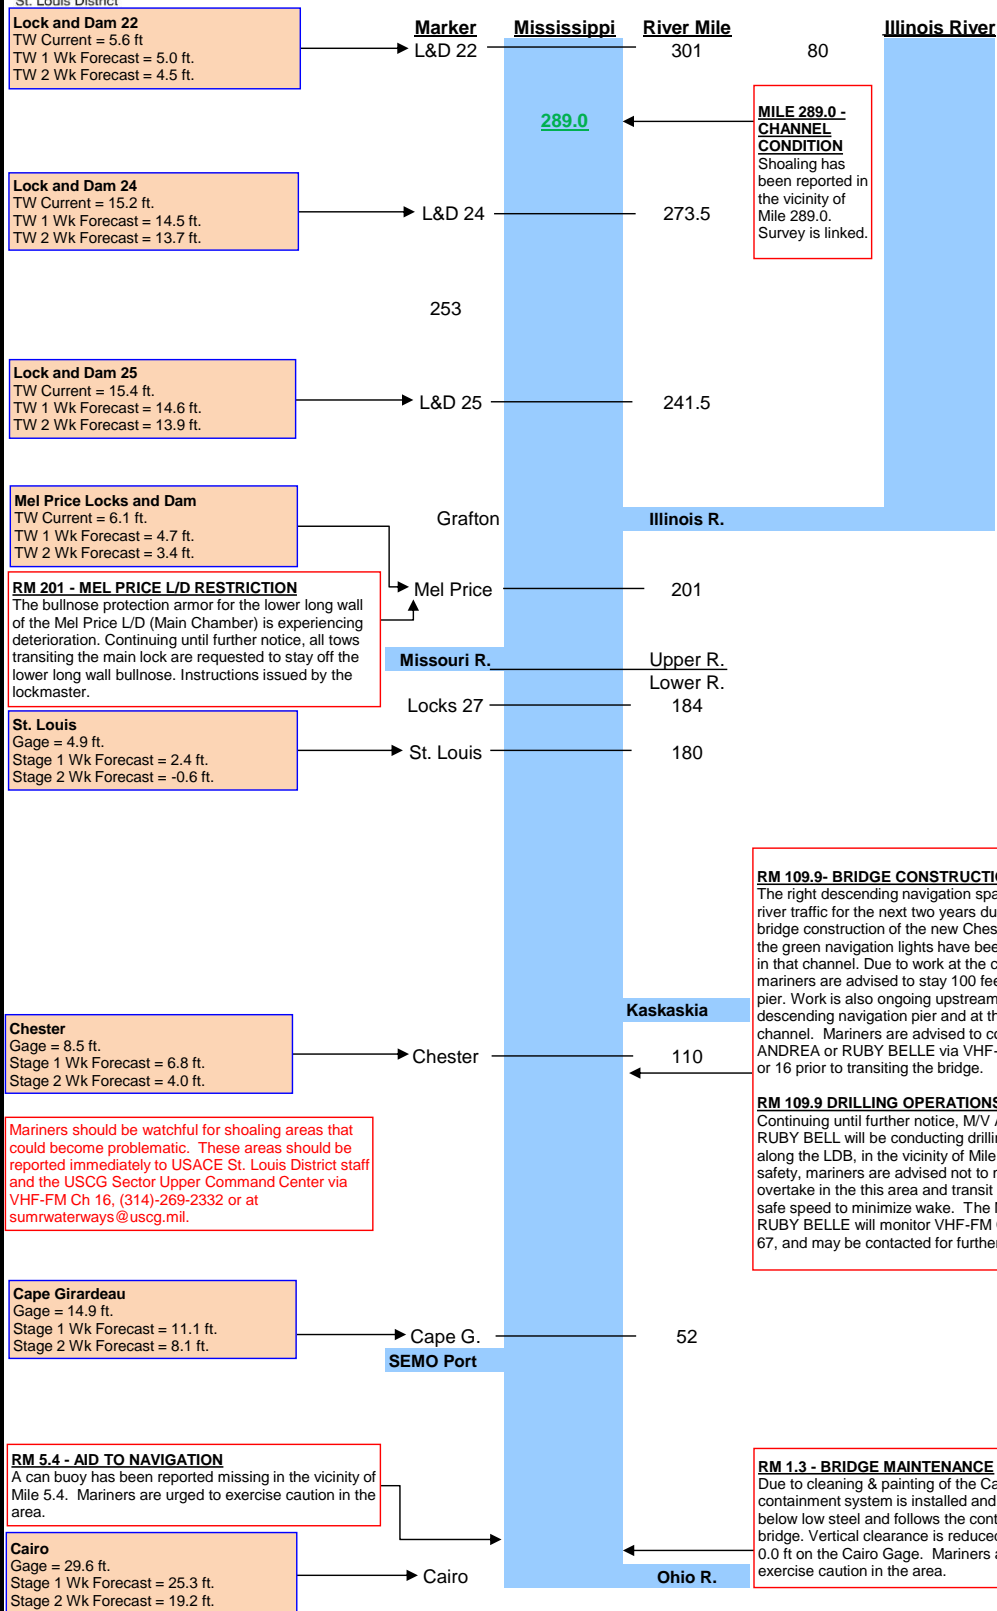 St. Louis District
Lock and Dam 22
TW Current = 5.6 ft
TW 1 Wk Forecast = 5.0 ft.
TW 2 Wk Forecast = 4.5 ft.
Marker
Mississippi
River Mile
Illinois River
L&D 22
301
80
289.0
MILE 289.0 -
CHANNEL
CONDITION
Shoaling has
been reported in
the vicinity of
Mile 289.0.
Survey is linked.
Lock and Dam 24
TW Current = 15.2 ft.
TW 1 Wk Forecast = 14.5 ft.
TW 2 Wk Forecast = 13.7 ft.
L&D 24
273.5
253
Lock and Dam 25
TW Current = 15.4 ft.
TW 1 Wk Forecast = 14.6 ft.
TW 2 Wk Forecast = 13.9 ft.
L&D 25
241.5
Mel Price Locks and Dam
TW Current = 6.1 ft.
TW 1 Wk Forecast = 4.7 ft.
TW 2 Wk Forecast = 3.4 ft.
Grafton
Illinois R.
RM 201 - MEL PRICE L/D RESTRICTION
The bullnose protection armor for the lower long wall
of the Mel Price L/D (Main Chamber) is experiencing
deterioration. Continuing until further notice, all tows
transiting the main lock are requested to stay off the
lower long wall bullnose. Instructions issued by the
lockmaster.
Mel Price
201
Missouri R.
Upper R.
Lower R.
Locks 27
184
St. Louis
Gage = 4.9 ft.
Stage 1 Wk Forecast = 2.4 ft.
Stage 2 Wk Forecast = -0.6 ft.
St. Louis
180
RM 109.9- BRIDGE CONSTRUCTI
The right descending navigation spa
river traffic for the next two years du
bridge construction of the new Ches
the green navigation lights have bee
in that channel. Due to work at the c
mariners are advised to stay 100 fee
pier. Work is also ongoing upstream
descending navigation pier and at th
channel. Mariners are advised to co
ANDREA or RUBY BELLE via VHF-
or 16 prior to transiting the bridge.
RM 109.9 DRILLING OPERATIONS
Continuing until further notice, M/V A
RUBY BELL will be conducting drillin
along the LDB, in the vicinity of Mile
safety, mariners are advised not to m
overtake in the this area and transit
safe speed to minimize wake. The
RUBY BELLE will monitor VHF-FM
67, and may be contacted for further
Kaskaskia
Chester
Gage = 8.5 ft.
Stage 1 Wk Forecast = 6.8 ft.
Stage 2 Wk Forecast = 4.0 ft.
Chester
110
Mariners should be watchful for shoaling areas that
could become problematic. These areas should be
reported immediately to USACE St. Louis District staff
and the USCG Sector Upper Command Center via
VHF-FM Ch 16, (314)-269-2332 or at
sumrwaterways@uscg.mil.
Cape Girardeau
Gage = 14.9 ft.
Stage 1 Wk Forecast = 11.1 ft.
Stage 2 Wk Forecast = 8.1 ft.
Cape G.
52
SEMO Port
RM 5.4 - AID TO NAVIGATION
A can buoy has been reported missing in the vicinity of
Mile 5.4. Mariners are urged to exercise caution in the
area.
RM 1.3 - BRIDGE MAINTENANCE
Due to cleaning & painting of the Ca
containment system is installed and
below low steel and follows the cont
bridge. Vertical clearance is reduced
0.0 ft on the Cairo Gage. Mariners a
exercise caution in the area.
Cairo
Gage = 29.6 ft.
Stage 1 Wk Forecast = 25.3 ft.
Stage 2 Wk Forecast = 19.2 ft.
Cairo
Ohio R.